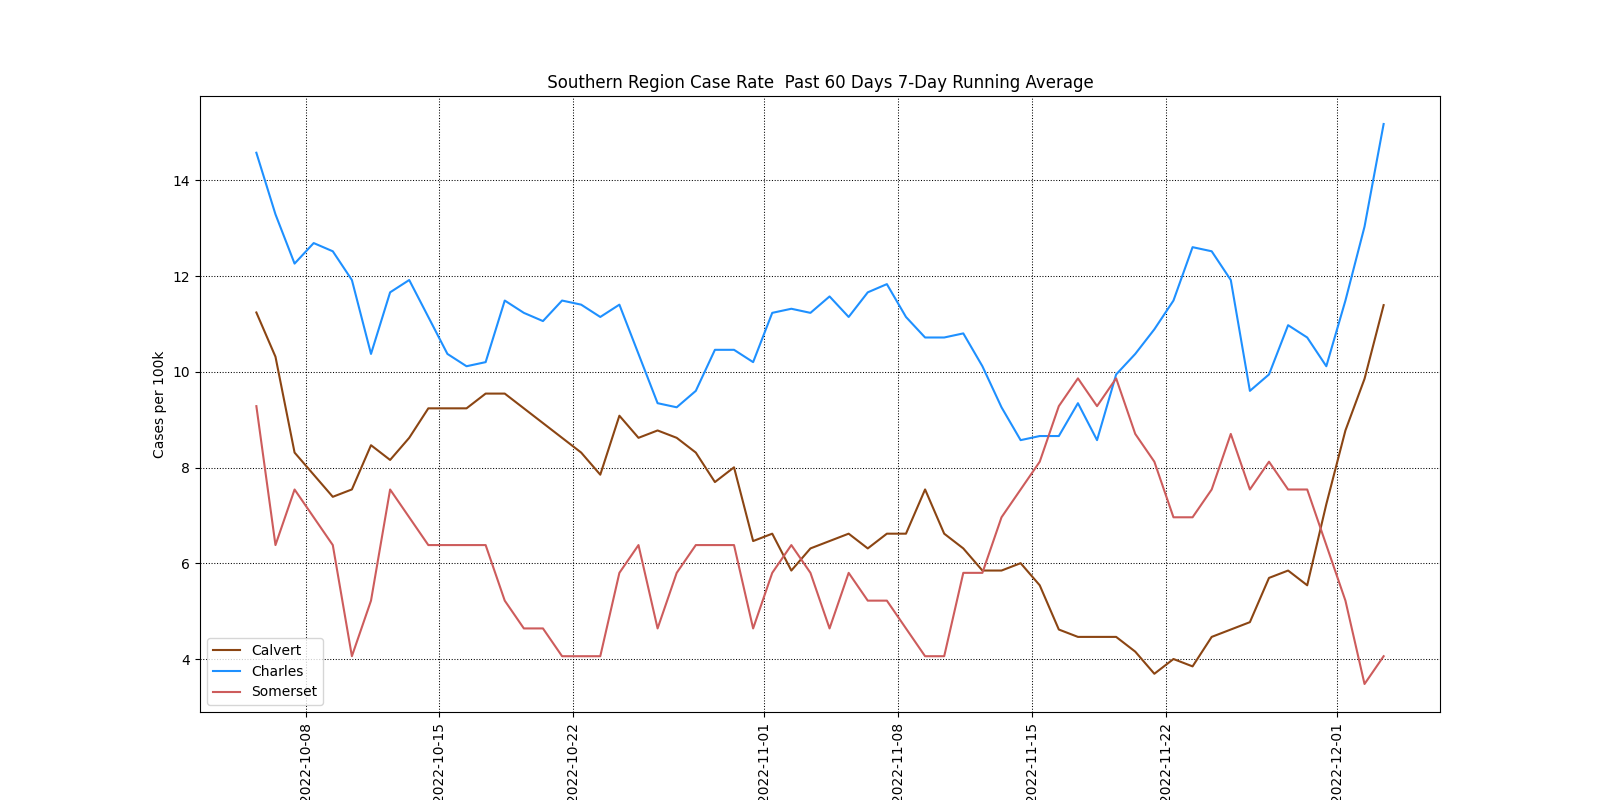 Southern Region Case Rate  Past 60 Days 7-Day Running Average
Cases per 100k
14
12
10
8
6
4
Calvert
Charles
Somerset
2022-10-08
2022-10-15
2022-10-22
2022-11-01
2022-11-08
2022-11-15
2022-11-22
2022-12-01